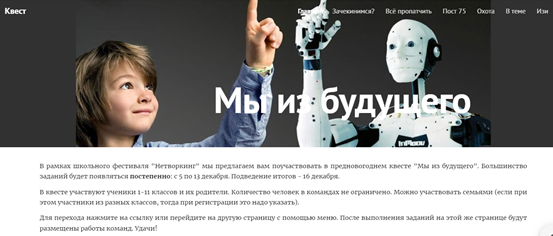 Квест
Главная Зачекинимся? Всё пропатчить Пост 75 Охота В теме Изи
Мы из будущего
В рамках школьного фестиваля "Нетворкинг" мы предлагаем вам поучаствовать в предновогоднем квесте "Мы из будущего". Большинство
заданий будет появляться постепенно: с 5 по 13 декабря. Подведение итогов - 16 декабря.
В квесте участвуют ученики 1-11 классов и их родители. Количество человек в командах не ограничено. Можно участвовать семьями (если при
этом участники из разных классов, тогда при регистрации это надо указать).
Для перехода нажмите на ссылку или перейдите на другую страницу с помощью меню. После выполнения заданий на этой же странице будут
размещены работы команд. Удачи!